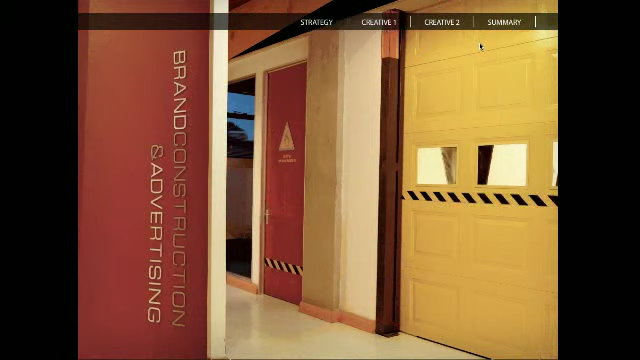 STRATEGY
CREATIVE 1
CREATIVE 2
SUMMARY
BRANDCONSTRUCTION
&ADVERTISING